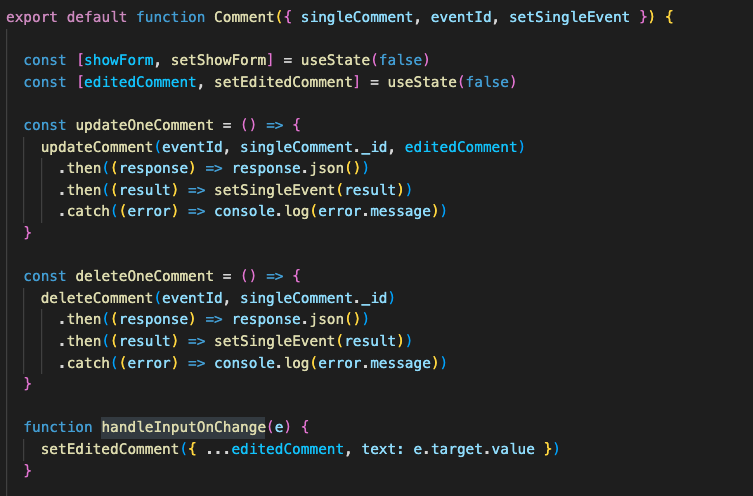 export default function Comment({ singleComment, eventId, setSingleEvent }) {
const [showForm, setShowForm] = useState(false)
const [editedComment, setEditedComment] = useState(false)
const updateOneComment = () => {
updateComment(eventId, singleComment._id, editedComment)
.then((response) => response.json())
.then((result) => setSingleEvent(result))
.catch((error) => console.log(error.message))
}
const deleteOneComment = () => {
deleteComment(eventId, singleComment._id)
.then((response) => response.json())
.then((result) => setSingleEvent(result))
.catch((error) => console.log(error.message))
}
function handleInputOnChange(e) {
setEditedComment({ ...editedComment, text: e.target.value })
}